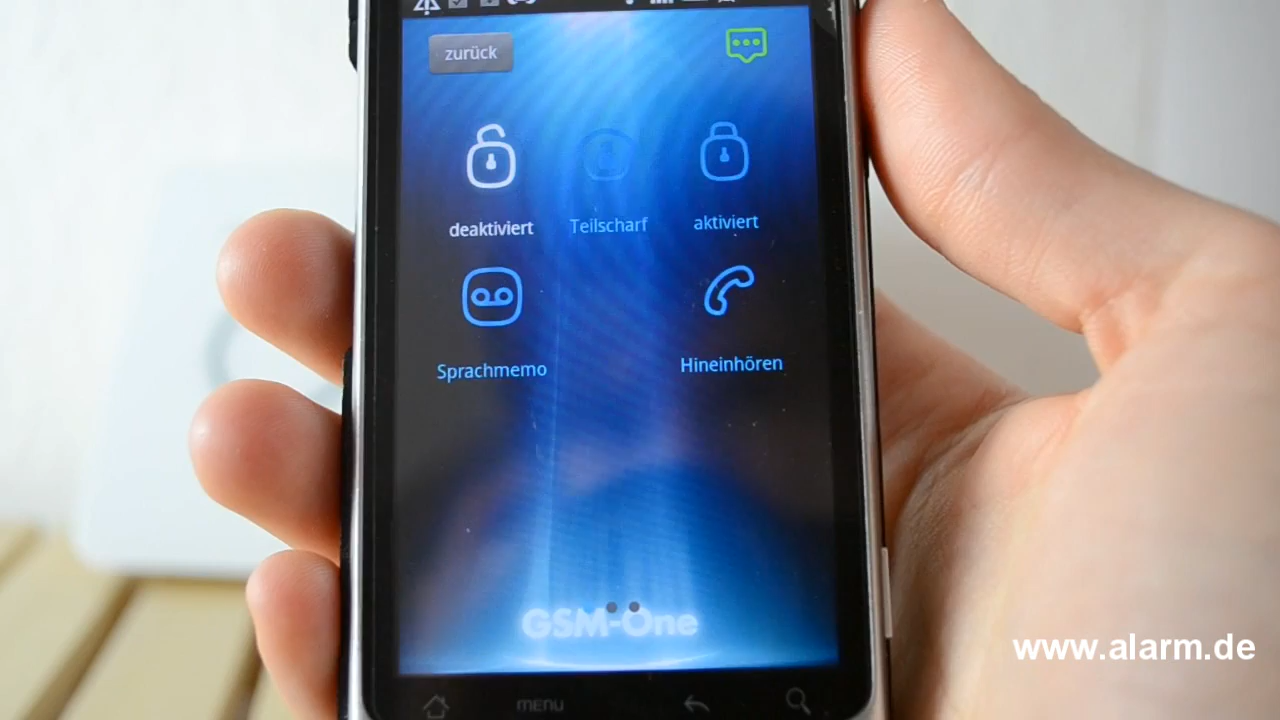 zurück
deaktiviert
Teilscharf
aktiviert
Sprachmemo
Hineinhören
GSM-One
www.alarm.de
menu